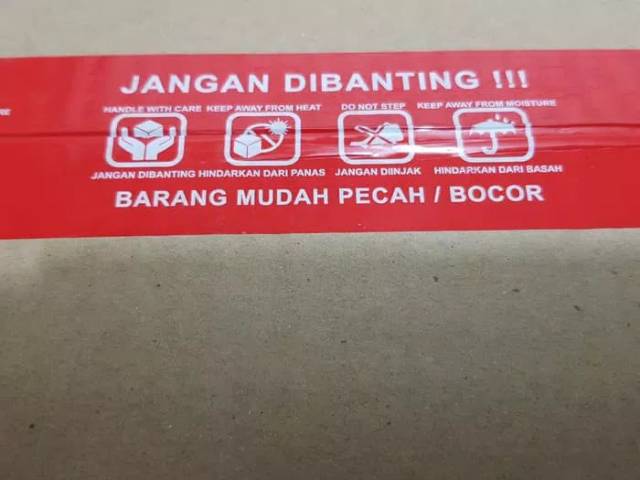 JANGAN DIBANTING !!!
HANDLE WITH CARE KEEP AWAY FROM HEAT DO NOT STEP KEEP AWAY FROM MOISTURE
JANGAN DIBANTING HINDARKAN DARI PANAS JANGAN DIINJAK HINDARKAN DARI BASAH
BARANG MUDAH PECAH / BOCOR